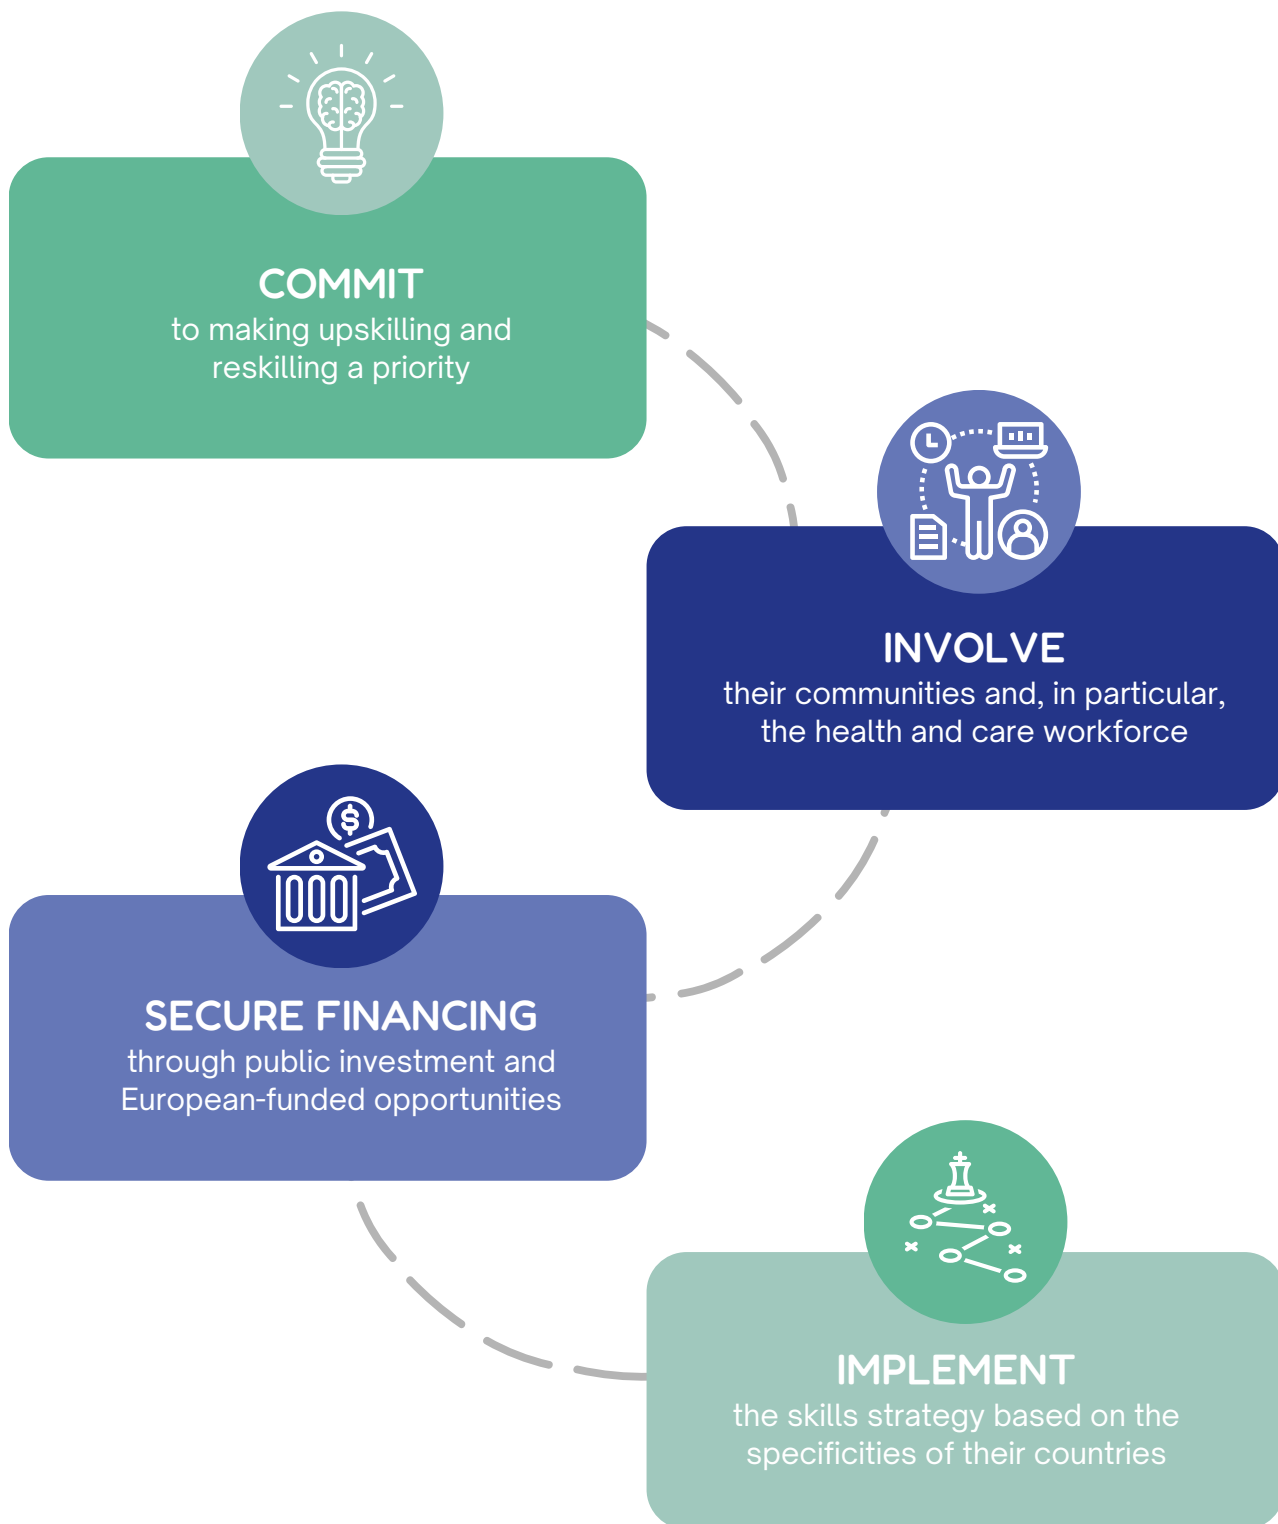 COMMIT
to making upskilling and
reskilling a priority
INVOLVE
their communities and, in particular,
the health and care workforce
$
SECURE FINANCING
through public investment and
European-funded opportunities
IMPLEMENT
the skills strategy based on the
specificities of their countries